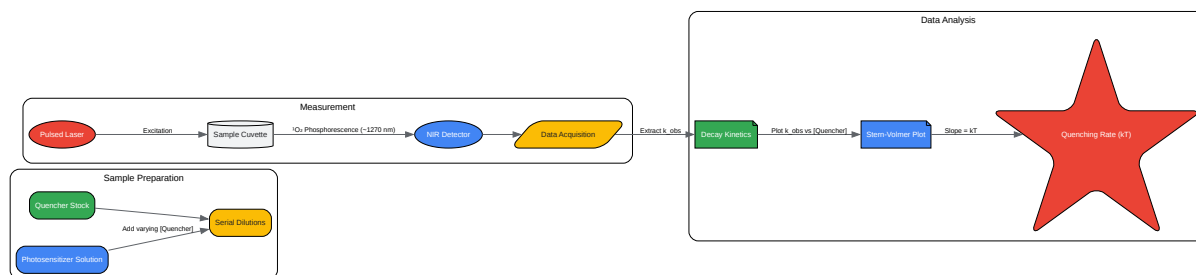 Data Analysis
Measurement
Pulsed Laser
Excitation
Sample Cuvette
¹O₂ Phosphorescence (~1270 nm)
NIR Detector
Data Acquisition
Extract k_obs
Decay Kinetics
Plot k_obs vs [Quencher]
Stern-Volmer Plot
Slope = kT
Quenching Rate (kT)
Sample Preparation
Quencher Stock
Add varying [Quencher]
Serial Dilutions
Photosensitizer Solution